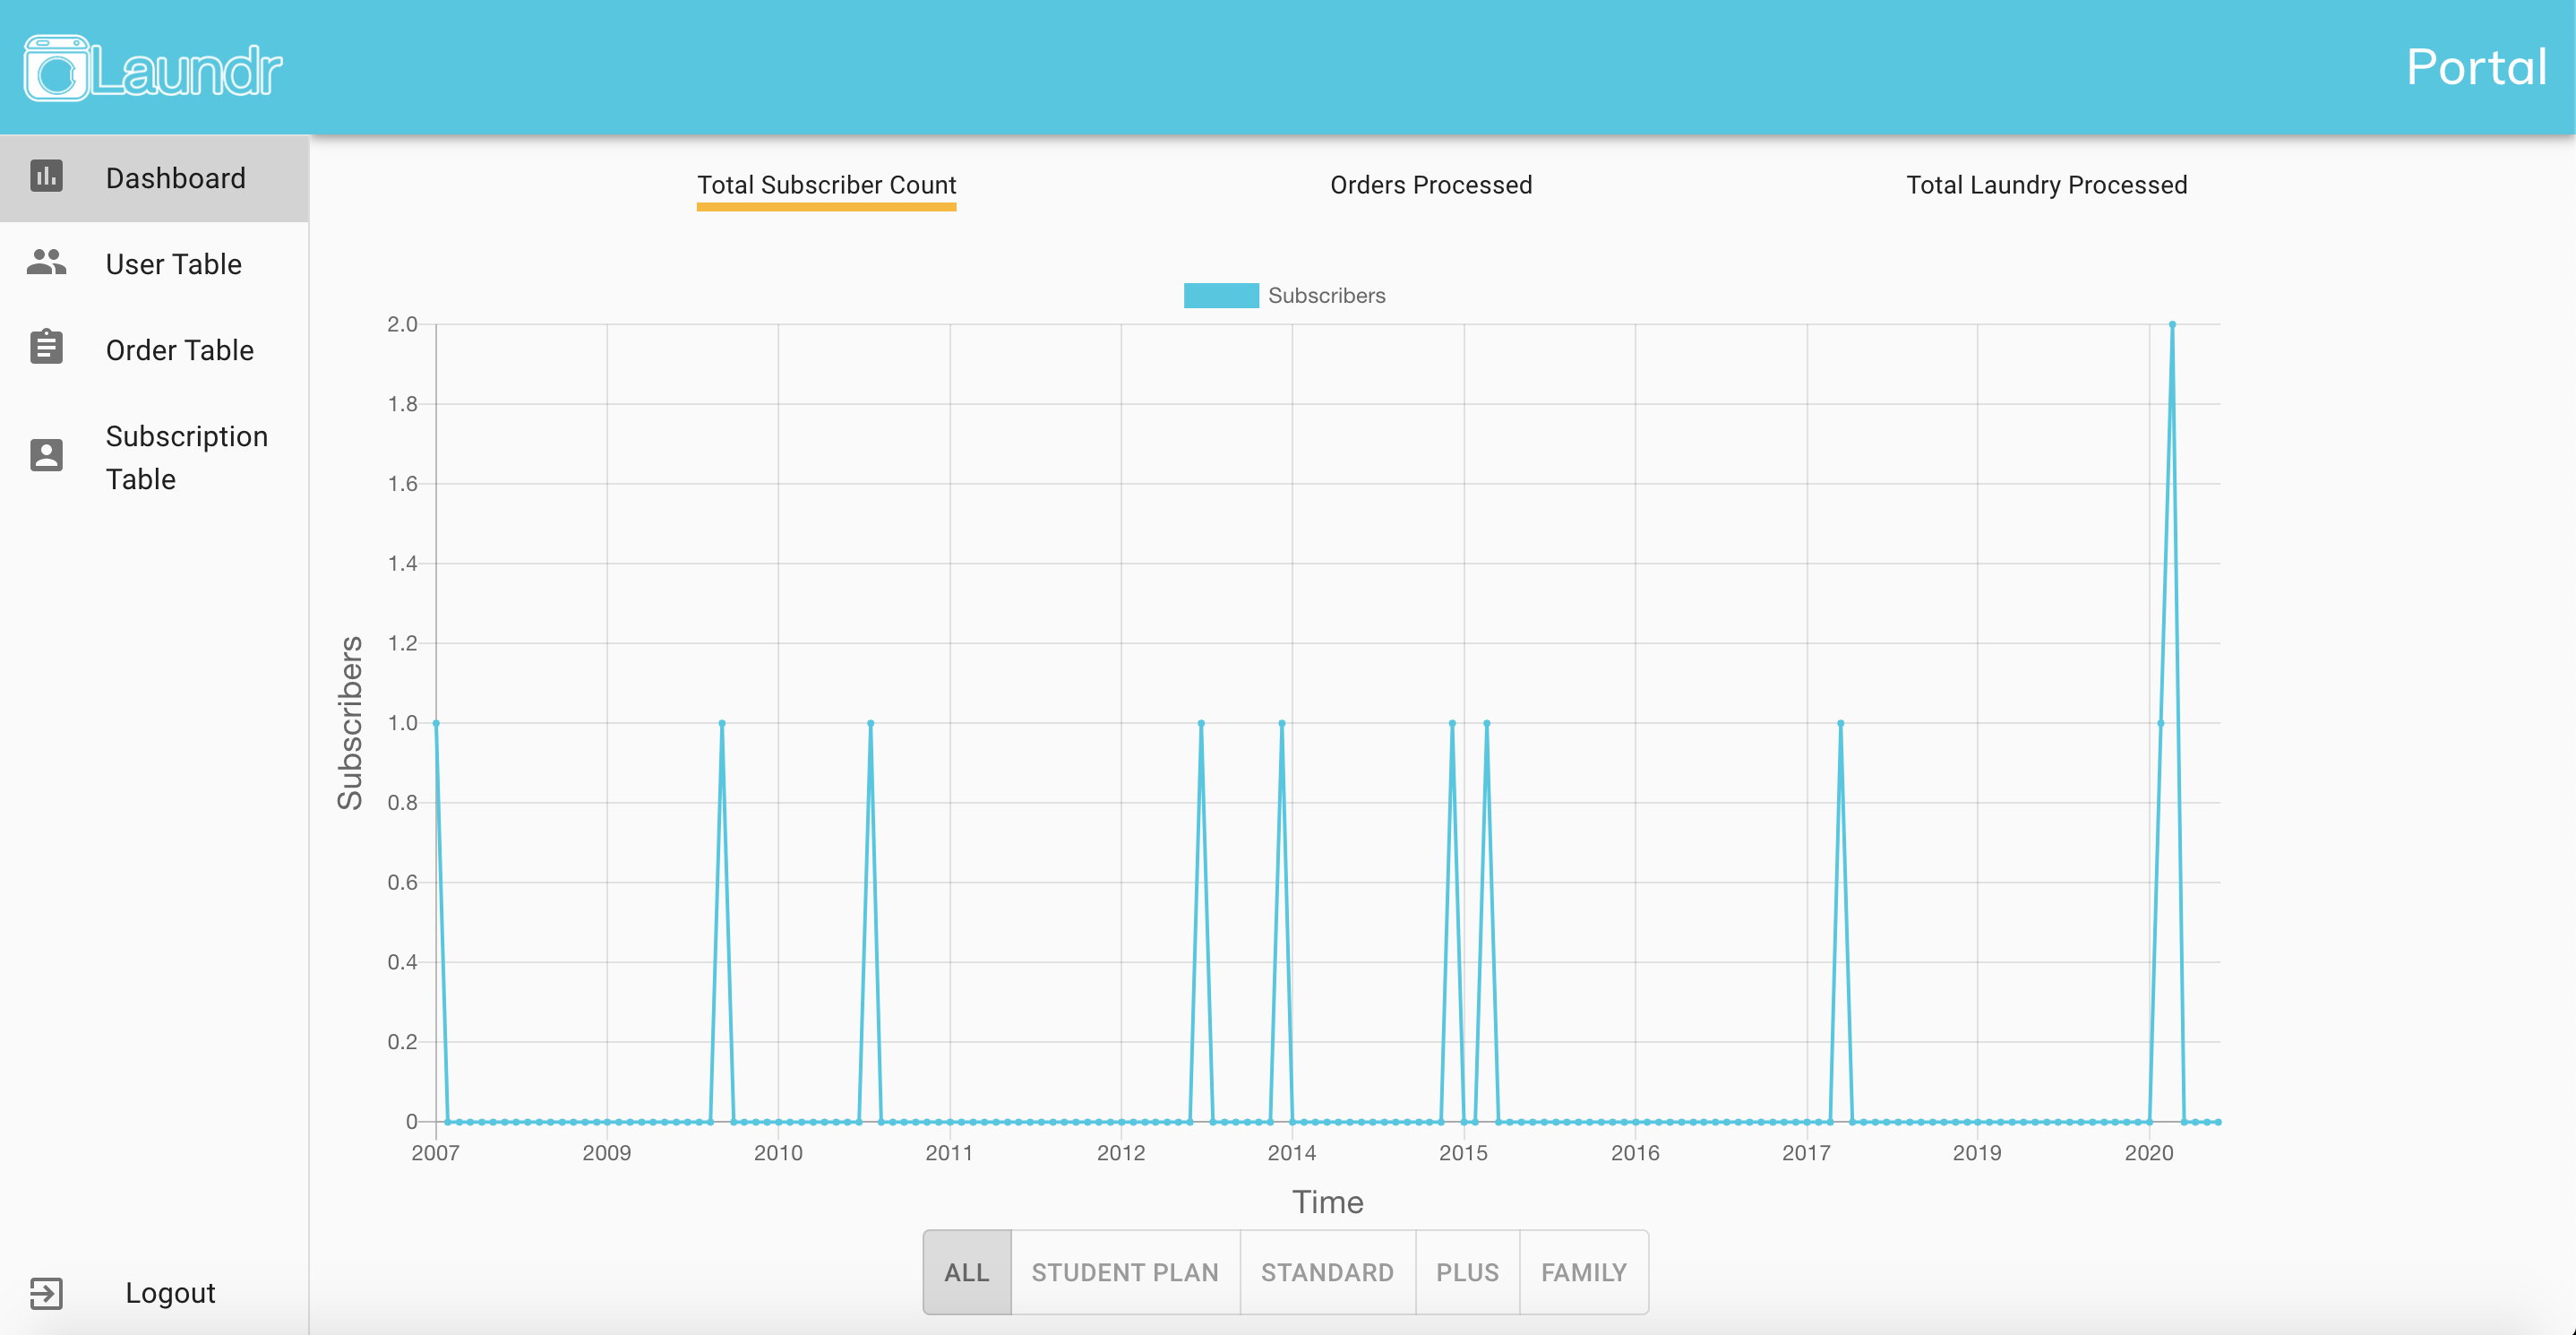 Laundr
Portal
Dashboard
User Table
Order Table
Subscription
Table
Logout
Total Subscriber Count
Orders Processed
Total Laundry Processed
Subscribers
2.0
1.8
1.6
1.4
1.2
1.0
0.8
0.6
0.4
0.2
0
Subscribers
2007
2009
2010
2011
2012
2014
2015
2016
2017
2019
2020
Time
ALL
STUDENT PLAN
STANDARD
PLUS
FAMILY